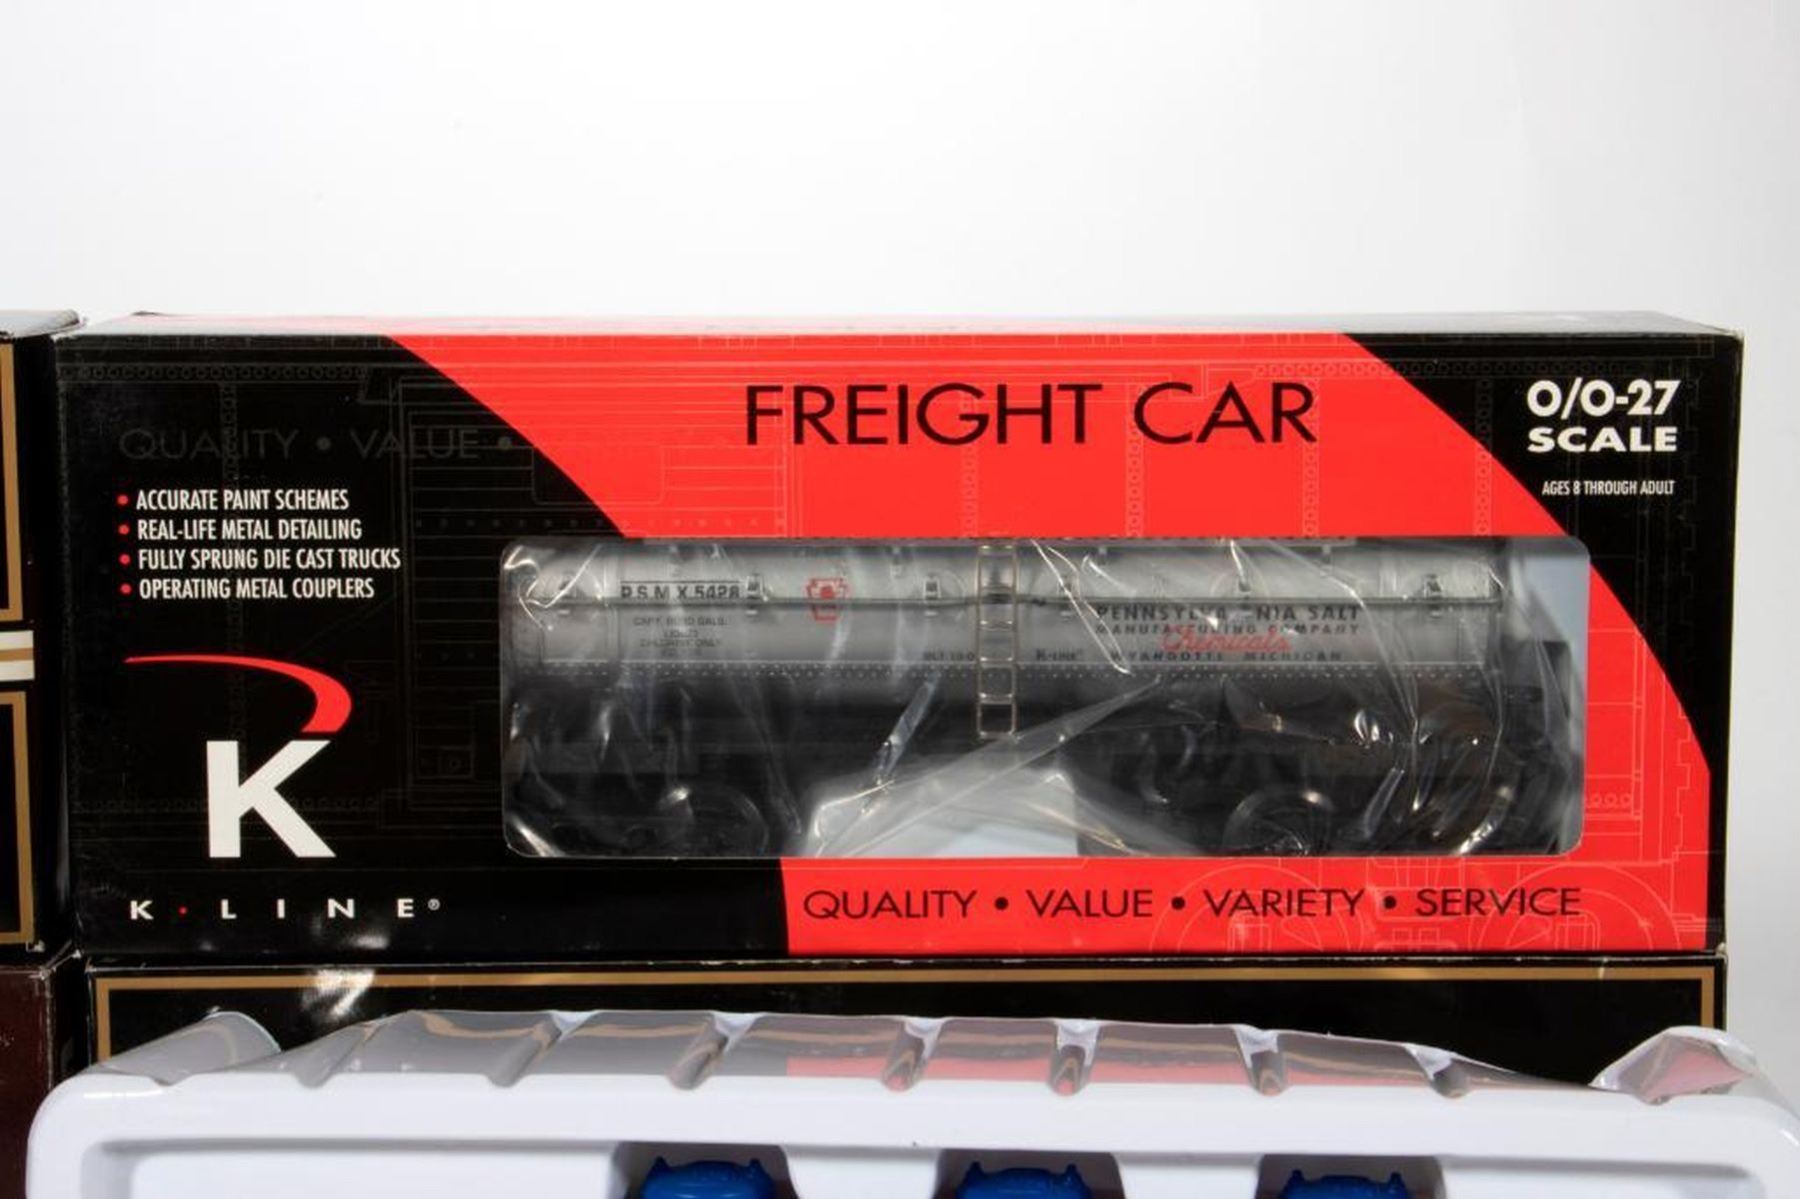 FREIGHT CAR
O/O-27
SCALE
AGES 8 THROUGH ADULT
QUALITY • VALUE •
• ACCURATE PAINT SCHEMES
• REAL-LIFE METAL DETAILING
• FULLY SPRUNG DIE CAST TRUCKS
• OPERATING METAL COUPLERS
P.S.M.X 5428
PENNSYLVANIA SALT
MANUFACTURING COMPANY
Chemicals
WYANDOTTE MICHIGAN
K-LINE
K
K·LINE®
QUALITY • VALUE • VARIETY • SERVICE